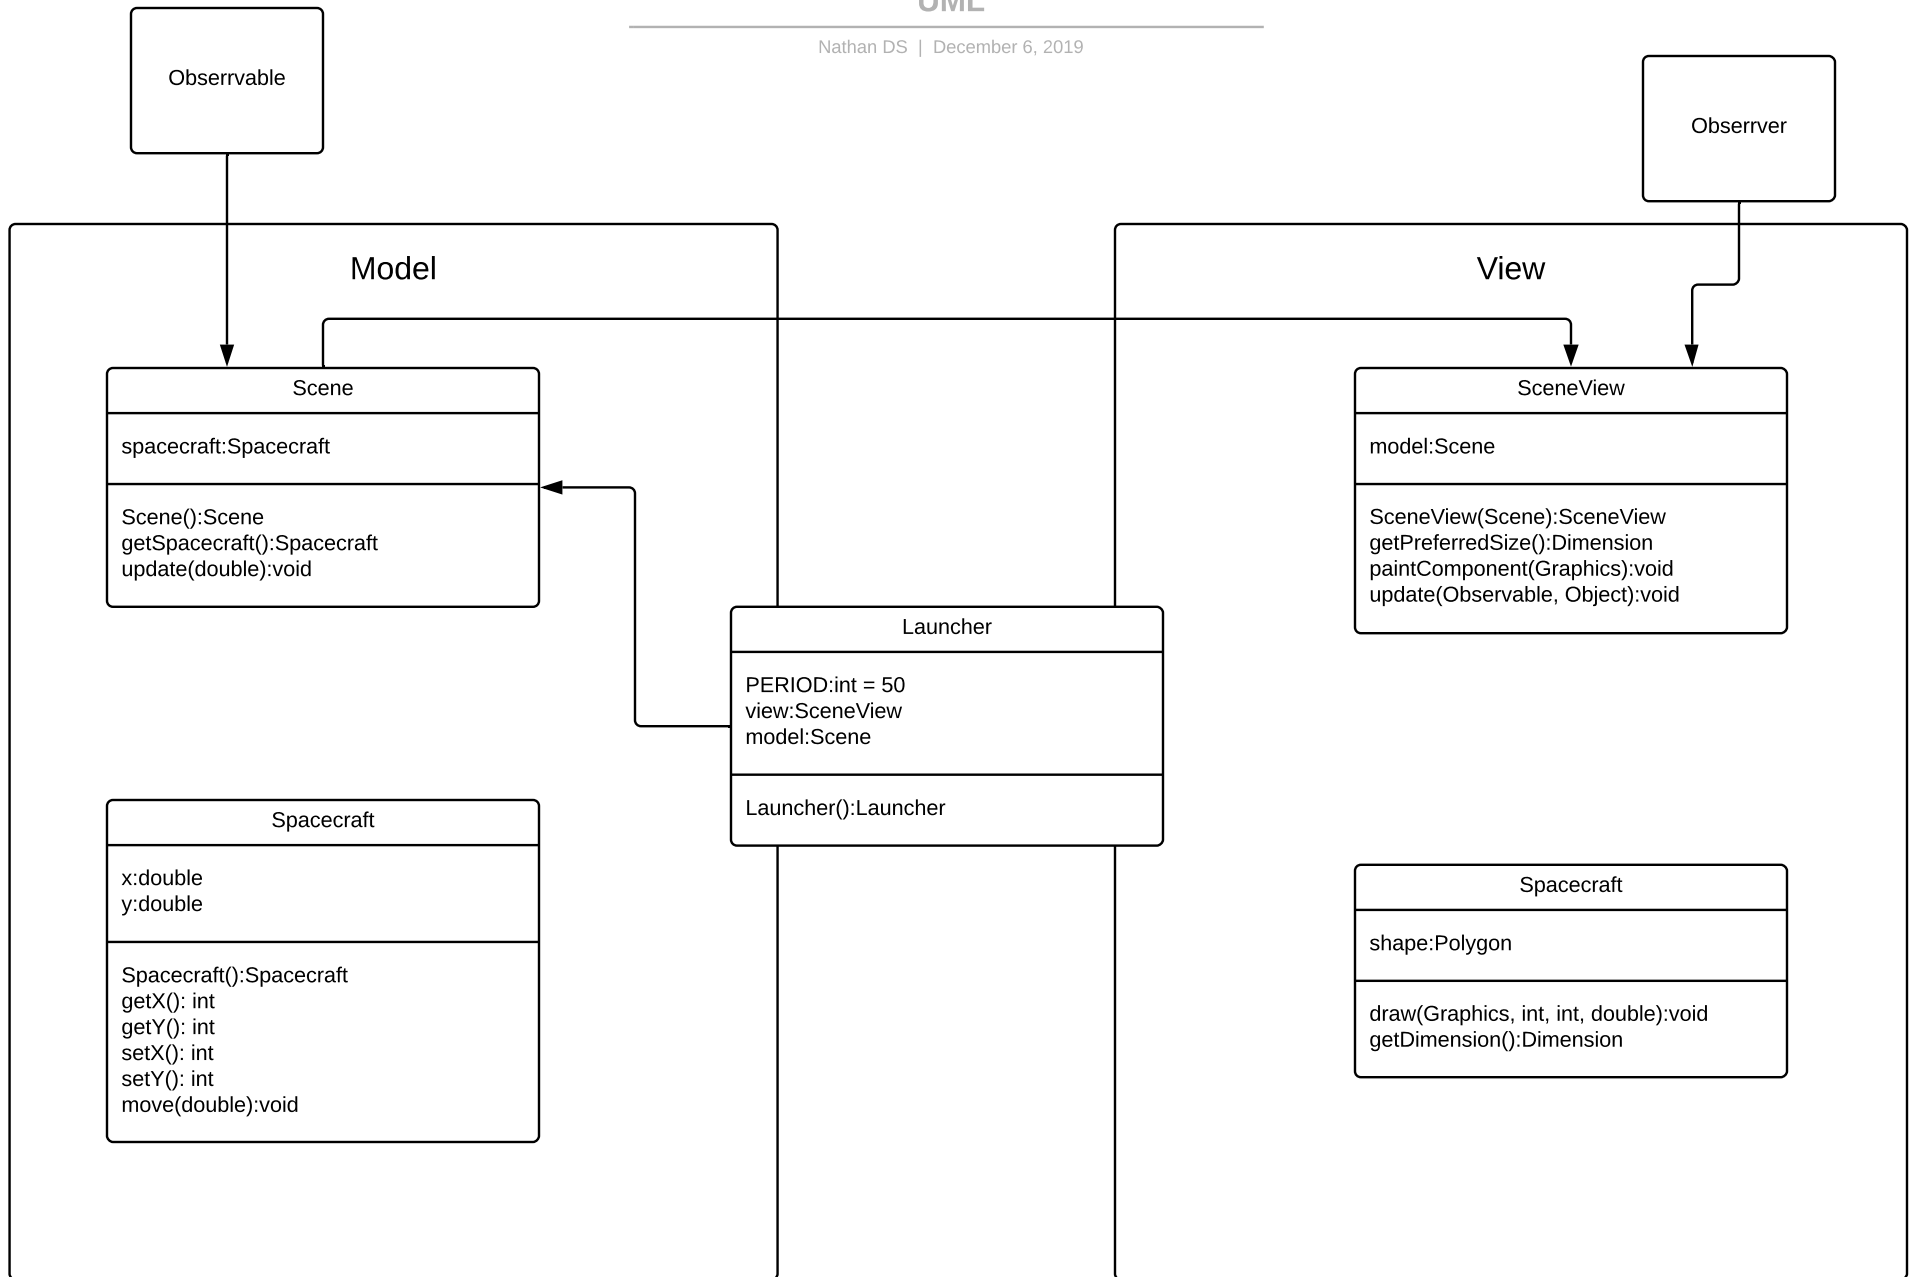 UML
Nathan DS | December 6, 2019
Obserrvable
Obserrver
Model
View
Scene
spacecraft:Spacecraft
Scene():Scene
getSpacecraft():Spacecraft
update(double):void
SceneView
model:Scene
SceneView(Scene):SceneView
getPreferredSize():Dimension
paintComponent(Graphics):void
update(Observable, Object):void
Launcher
PERIOD:int = 50
view:SceneView
model:Scene
Launcher():Launcher
Spacecraft
x:double
y:double
Spacecraft():Spacecraft
getX(): int
getY(): int
setX(): int
setY(): int
move(double):void
Spacecraft
shape:Polygon
draw(Graphics, int, int, double):void
getDimension():Dimension